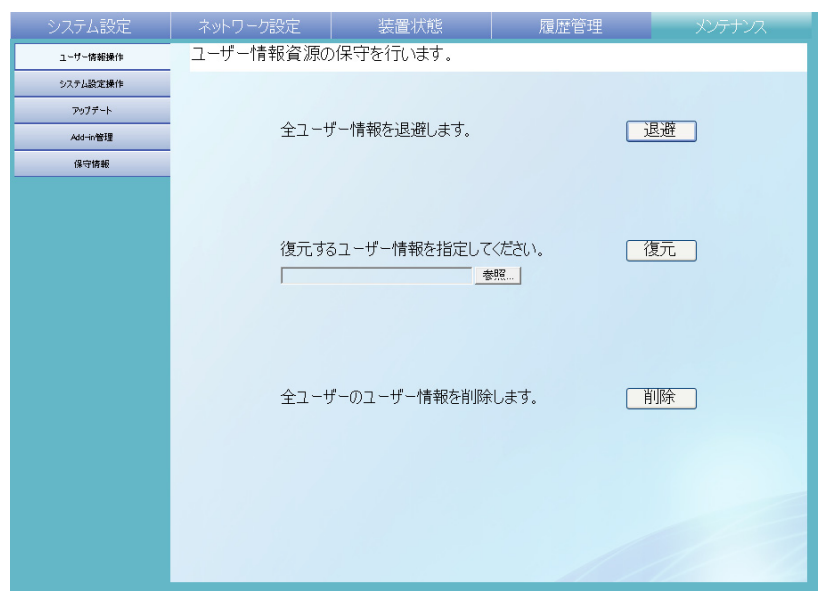 システム設定 ネットワーク設定 装置状態 履歴管理 メンテナンス
ユーザー情報操作
システム設定操作
アップデート
Add-in管理
保守情報
ユーザー情報資源の保守を行います。
全ユーザー情報を退避します。 退避
復元するユーザー情報を指定してください。 復元
参照...
全ユーザーのユーザー情報を削除します。 削除